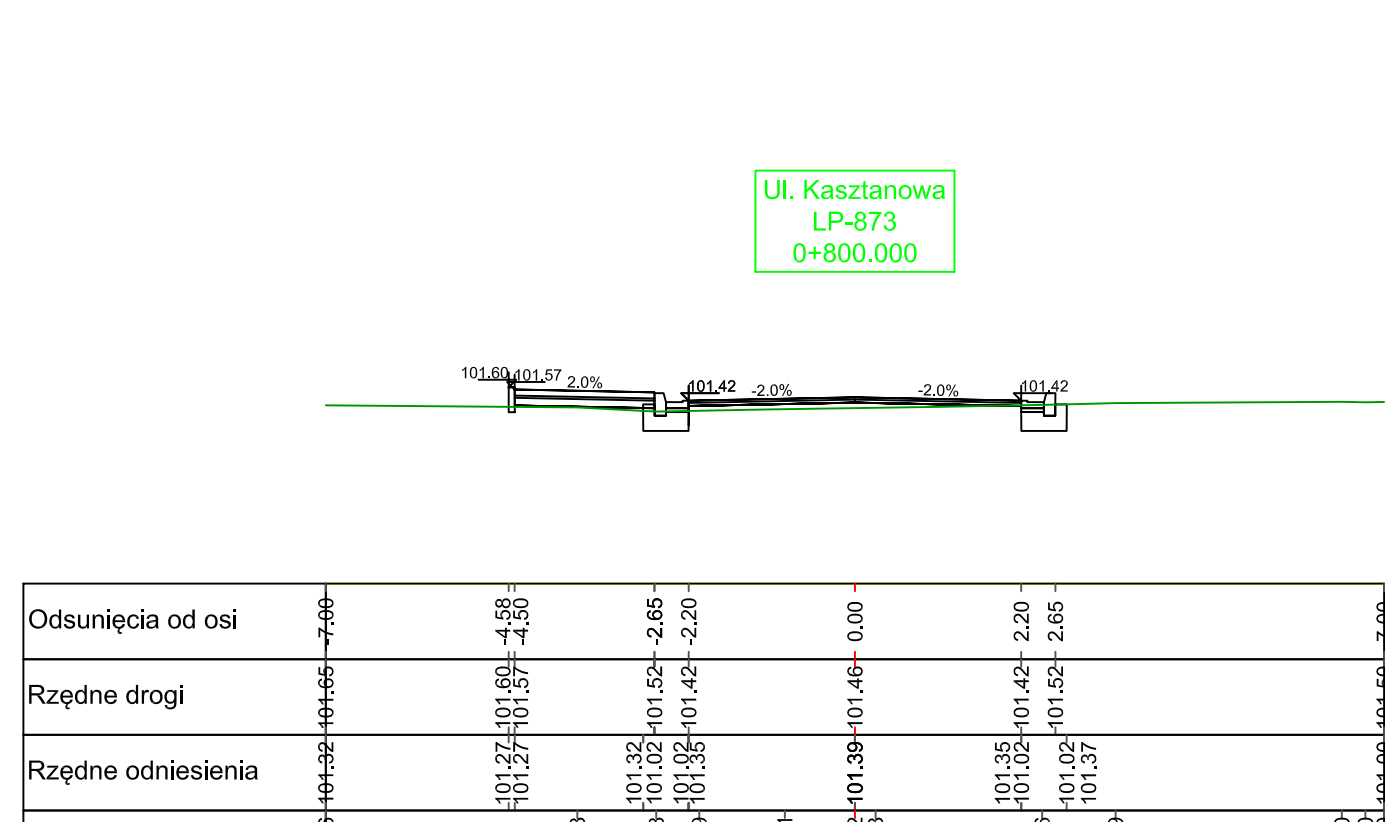 Ul. Kasztanowa
LP-873
0+800.000
101.60 101.57 2.0% 101.42 -2.0% -2.0% 101.42
Odsunięcia od osi -7.00 -4.58 -4.50 -2.65 -2.20 0.00 2.20 2.65 7.00
Rzędne drogi 101.65 101.60 101.57 101.52 101.42 101.46 101.42 101.52
Rzędne odniesienia 101.32 101.27 101.27 101.32 101.02 101.02 101.35 101.39 101.35 101.02 101.02 101.37